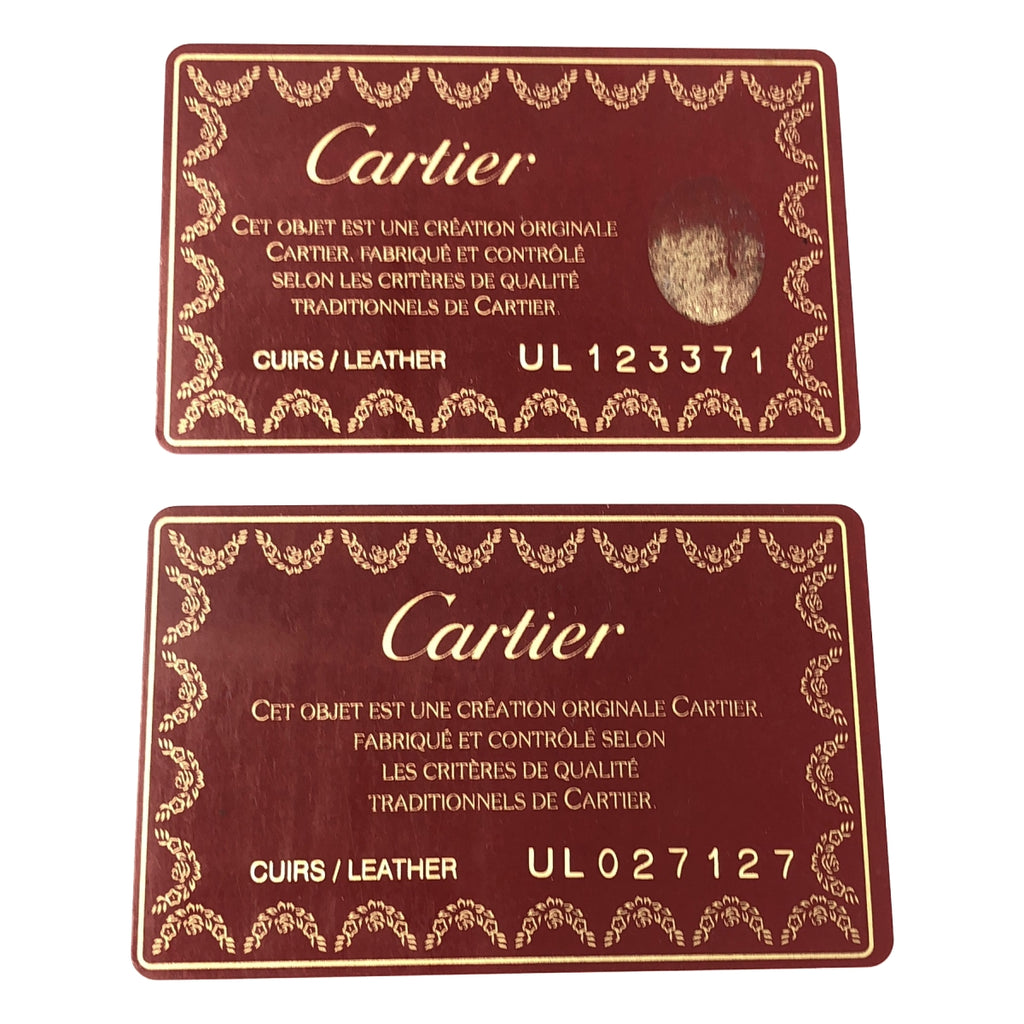 Cartier
CET OBJET EST UNE CRÉATION ORIGINALE
CARTIER, FABRIQUÉ ET CONTRÔLÉ
SELON LES CRITÈRES DE QUALITÉ
TRADITIONNELS DE CARTIER.
CUIRS / LEATHER UL123371
Cartier
CET OBJET EST UNE CRÉATION ORIGINALE CARTIER,
FABRIQUÉ ET CONTRÔLÉ SELON
LES CRITÈRES DE QUALITÉ
TRADITIONNELS DE CARTIER.
CUIRS / LEATHER UL027127